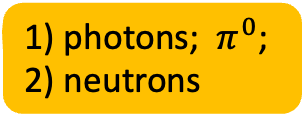 1) photons; π⁰;
2) neutrons